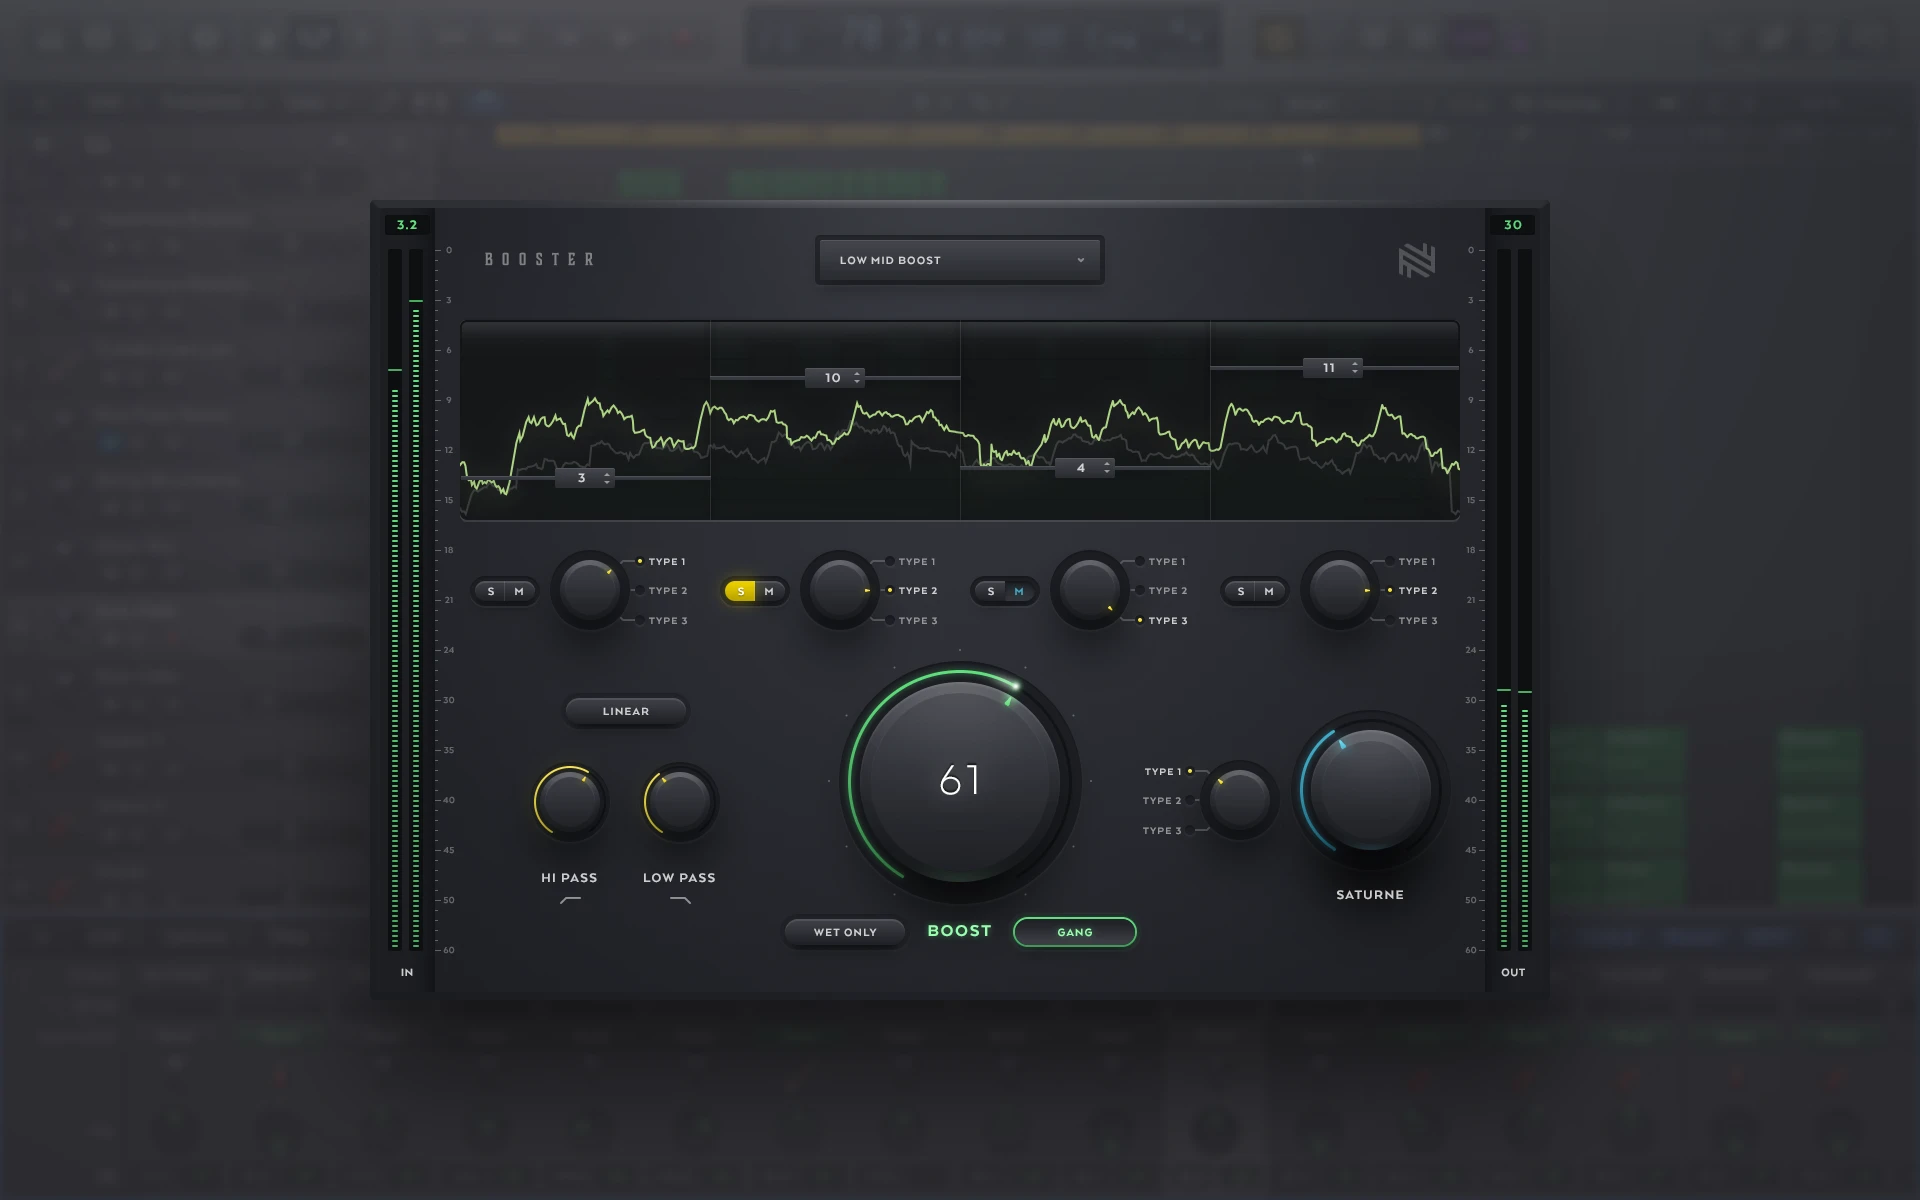 3.2
30
BOOSTER
LOW MID BOOST
0
3
6
9
12
15
18
21
24
30
35
40
45
50
60
0
3
6
9
12
15
18
21
24
30
35
40
45
50
60
10
11
3
4
S M
TYPE 1
TYPE 2
TYPE 3
S M
TYPE 1
TYPE 2
TYPE 3
S M
TYPE 1
TYPE 2
TYPE 3
S M
TYPE 1
TYPE 2
TYPE 3
LINEAR
HI PASS
LOW PASS
61
TYPE 1
TYPE 2
TYPE 3
SATURNE
WET ONLY
BOOST
GANG
IN
OUT